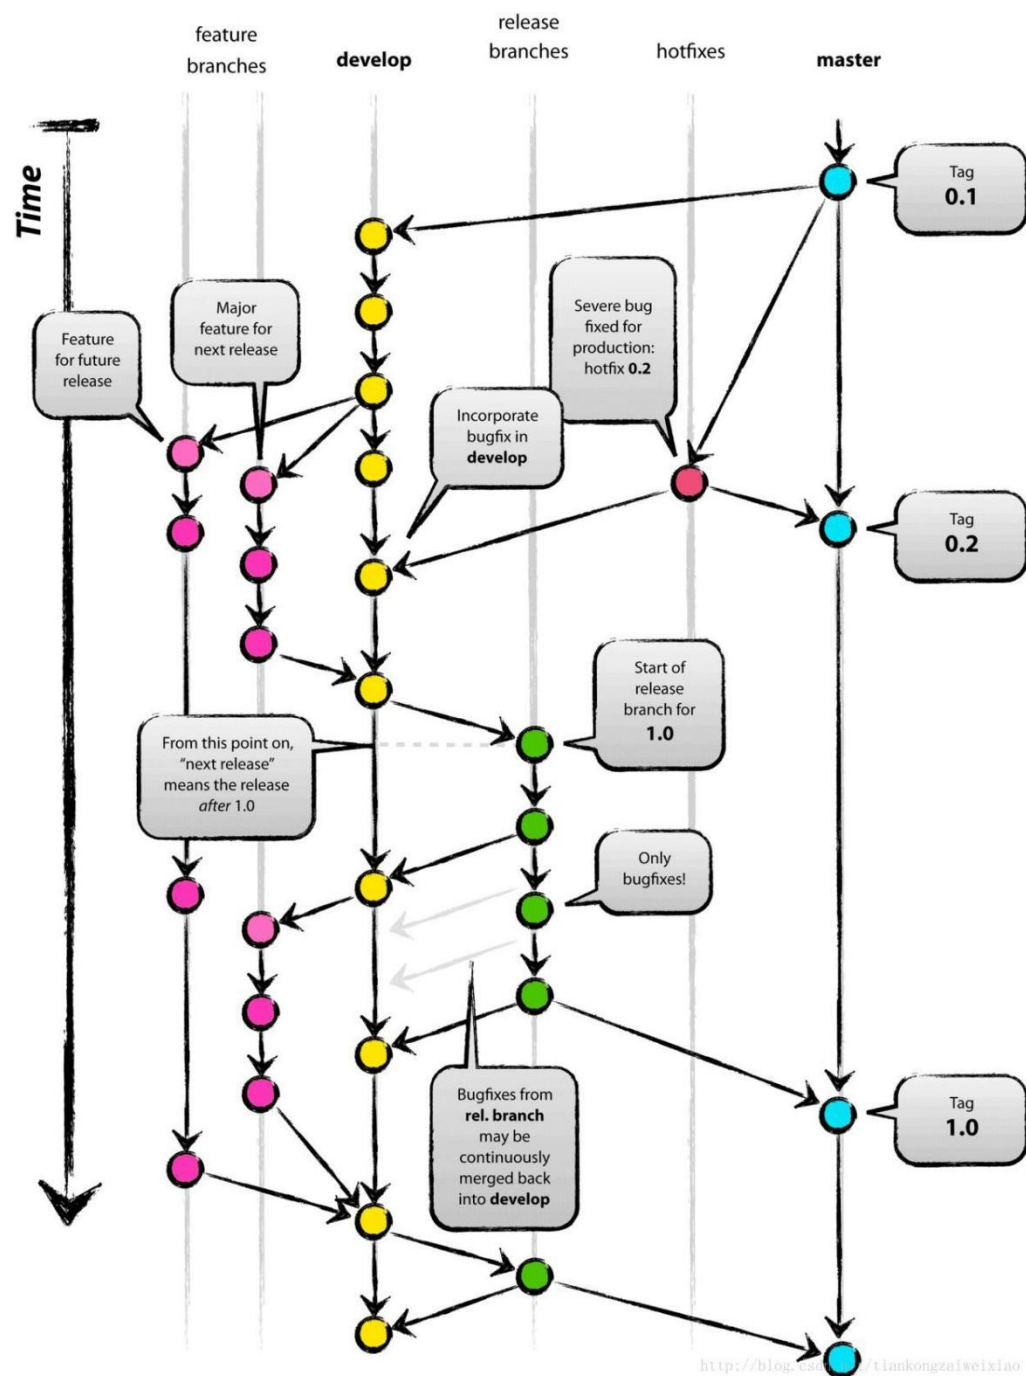 feature
branches
develop
release
branches
hotfixes
master
Time
Tag
0.1
Major
feature for
next release
Severe bug
fixed for
production:
hotfix 0.2
Feature
for future
release
Incorporate
bugfix in
develop
Tag
0.2
Start of
release
branch for
1.0
From this point on,
“next release”
means the release
after 1.0
Only
bugfixes!
Bugfixes from
rel. branch
may be
continuously
merged back
into develop
Tag
1.0